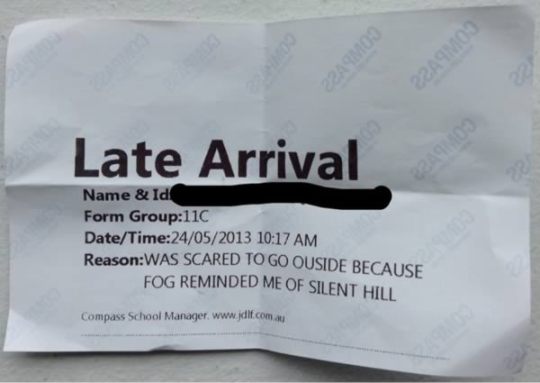 Late Arrival
Name & Id:
Form Group:11C
Date/Time:24/05/2013 10:17 AM
Reason:WAS SCARED TO GO OUSIDE BECAUSE
FOG REMINDED ME OF SILENT HILL
Compass School Manager. www.jdlf.com.au